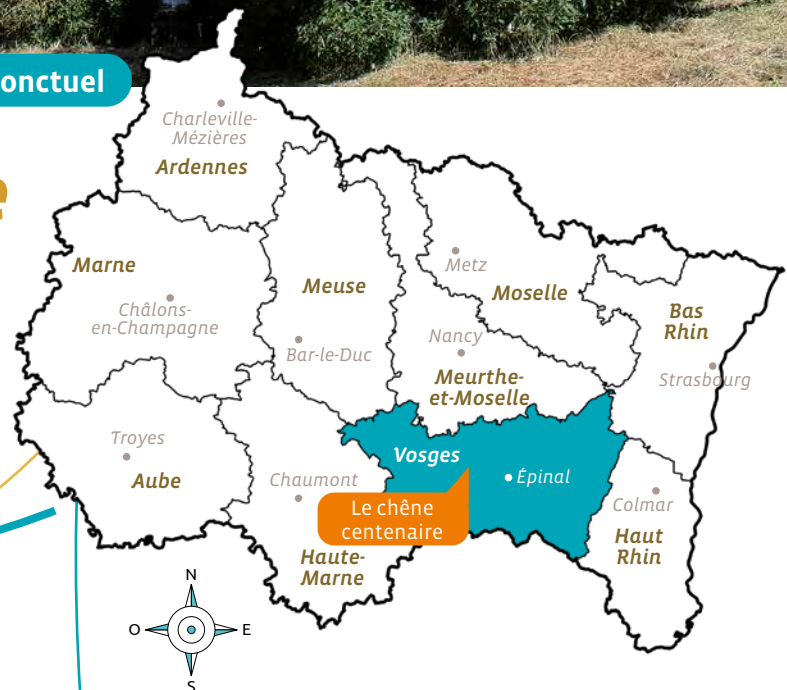 onctuel
e
Charleville-
Mézières
Ardennes
Marne
Châlons-
en-Champagne
Meuse
Bar-le-Duc
Metz
Moselle
Nancy
Meurthe-
et-Moselle
Bas
Rhin
Strasbourg
Troyes
Aube
Chaumont
Haute-
Marne
Vosges
Épinal
Le chêne
centenaire
Colmar
Haut
Rhin
N
O
E
S